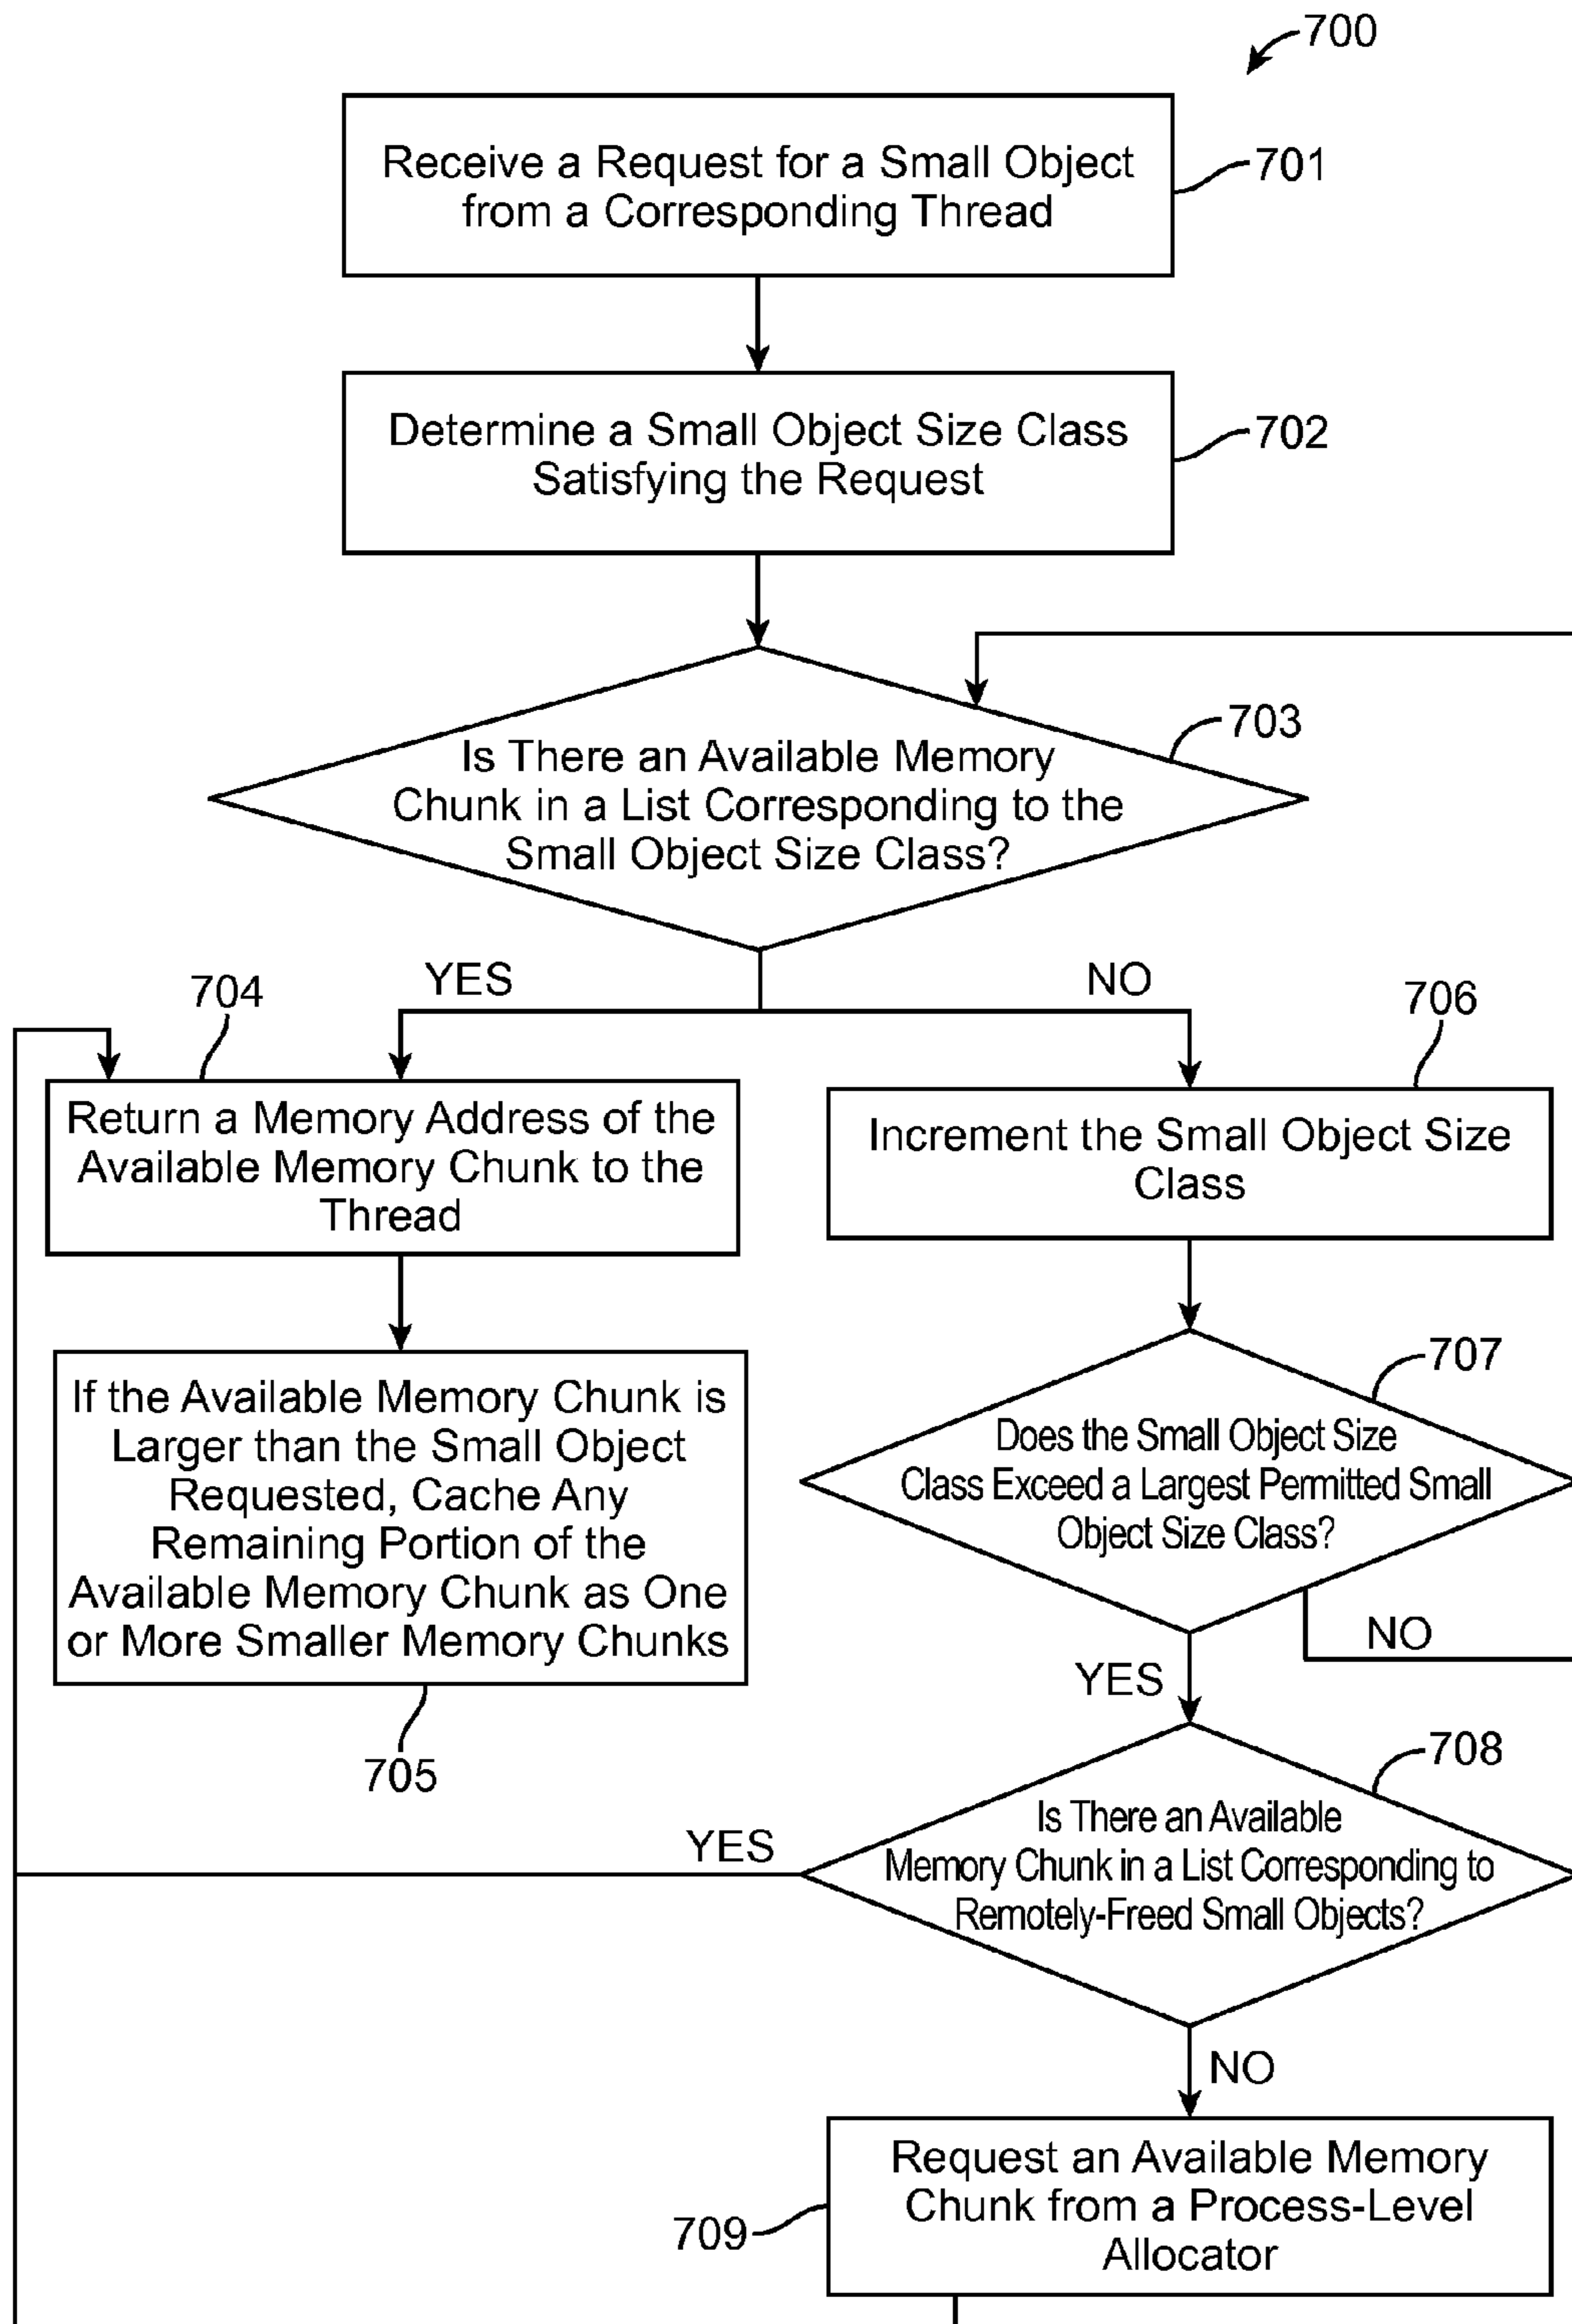 700
Receive a Request for a Small Object
from a Corresponding Thread
701
Determine a Small Object Size Class
Satisfying the Request
702
703
Is There an Available Memory
Chunk in a List Corresponding to the
Small Object Size Class?
YES
NO
704
706
Return a Memory Address of the
Available Memory Chunk to the
Thread
Increment the Small Object Size
Class
If the Available Memory Chunk is
Larger than the Small Object
Requested, Cache Any
Remaining Portion of the
Available Memory Chunk as One
or More Smaller Memory Chunks
705
707
Does the Small Object Size
Class Exceed a Largest Permitted Small
Object Size Class?
NO
YES
708
Is There an Available
Memory Chunk in a List Corresponding to
Remotely-Freed Small Objects?
YES
NO
Request an Available Memory
Chunk from a Process-Level
Allocator
709